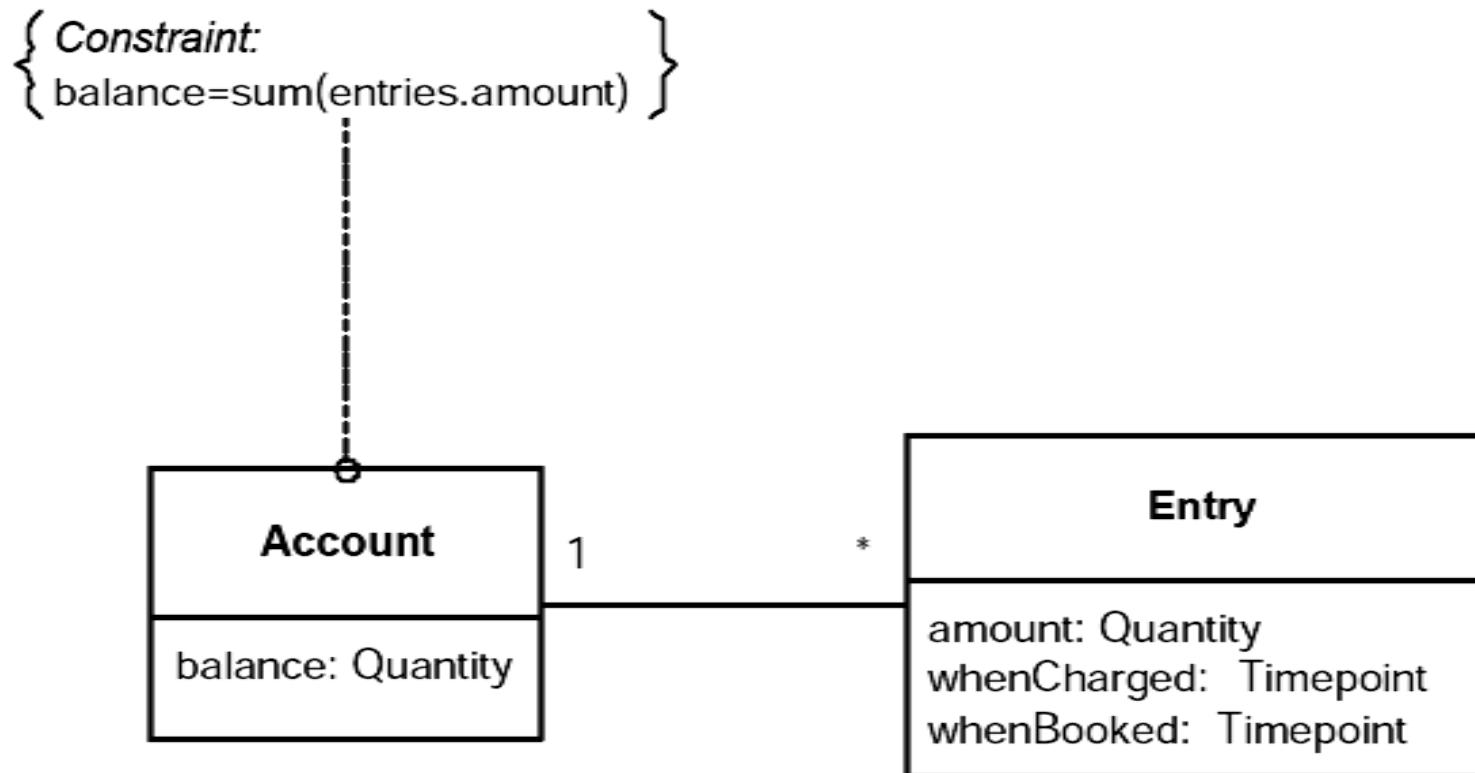 Constraint:
balance=sum(entries.amount)
Account
1
*
Entry
balance: Quantity
amount: Quantity
whenCharged: Timepoint
whenBooked: Timepoint